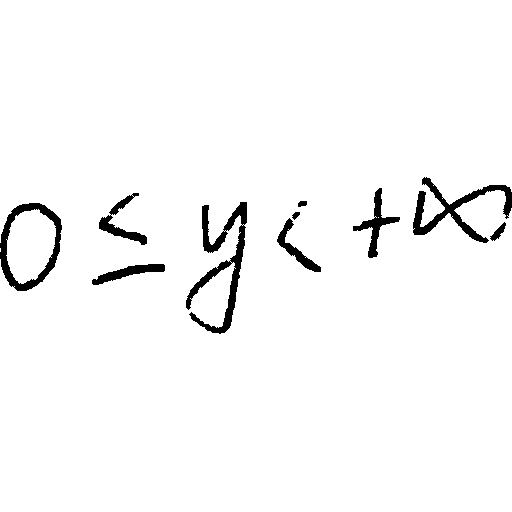 0 ≤ y < +∞